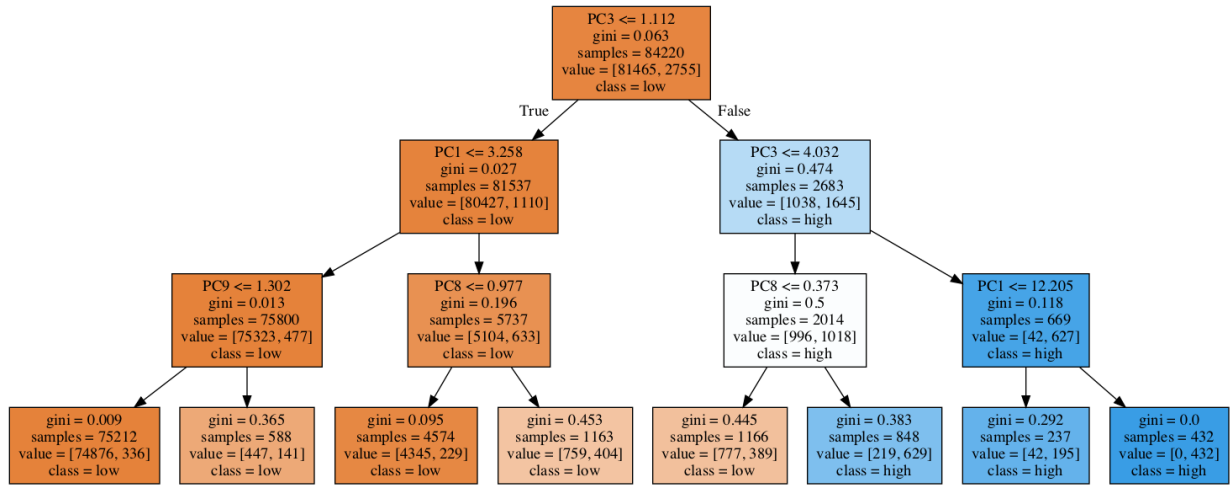 PC3 <= 1.112
gini = 0.063
samples = 84220
value = [81465, 2755]
class = low
True
False
PC1 <= 3.258
gini = 0.027
samples = 81537
value = [80427, 1110]
class = low
PC3 <= 4.032
gini = 0.474
samples = 2683
value = [1038, 1645]
class = high
PC9 <= 1.302
gini = 0.013
samples = 75800
value = [75323, 477]
class = low
PC8 <= 0.977
gini = 0.196
samples = 5737
value = [5104, 633]
class = low
PC8 <= 0.373
gini = 0.5
samples = 2014
value = [996, 1018]
class = high
PC1 <= 12.205
gini = 0.118
samples = 669
value = [42, 627]
class = high
gini = 0.009
samples = 75212
value = [74876, 336]
class = low
gini = 0.365
samples = 588
value = [447, 141]
class = low
gini = 0.095
samples = 4574
value = [4345, 229]
class = low
gini = 0.453
samples = 1163
value = [759, 404]
class = low
gini = 0.445
samples = 1166
value = [777, 389]
class = low
gini = 0.383
samples = 848
value = [219, 629]
class = high
gini = 0.292
samples = 237
value = [42, 195]
class = high
gini = 0.0
samples = 432
value = [0, 432]
class = high